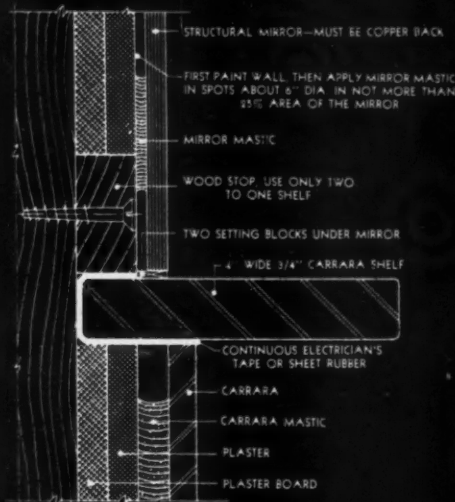 STRUCTURAL MIRROR—MUST BE COPPER BACK
FIRST PAINT WALL, THEN APPLY MIRROR MASTIC
IN SPOTS ABOUT 6" DIA. IN NOT MORE THAN
25% AREA OF THE MIRROR
MIRROR MASTIC
WOOD STOP, USE ONLY TWO
TO ONE SHELF
TWO SETTING BLOCKS UNDER MIRROR
4" WIDE 3/4" CARRARA SHELF
CONTINUOUS ELECTRICIAN'S
TAPE OR SHEET RUBBER
CARRARA
CARRARA MASTIC
PLASTER
PLASTER BOARD